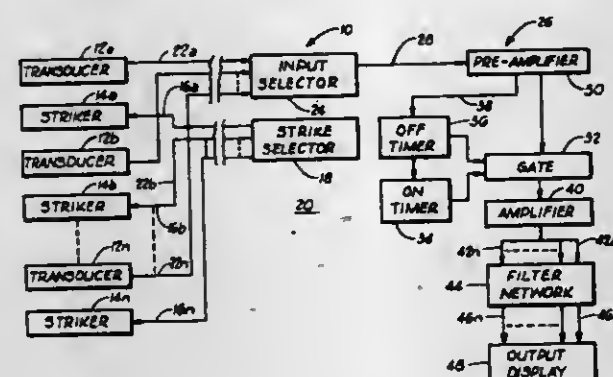 10
26
12a
22a
TRANSDUCER
INPUT
SELECTOR
28
PRE-AMPLIFIER
14a
16a
24
38
30
STRIKER
36
12b
STRIKE
SELECTOR
OFF
TIMER
32
TRANSDUCER
GATE
14b
22b
18
ON
TIMER
40
STRIKER
16b
20
34
AMPLIFIER
12n
42n
42a
TRANSDUCER
22n
44
FILTER
NETWORK
14n
46n
46a
STRIKER
16n
48
OUTPUT
DISPLAY